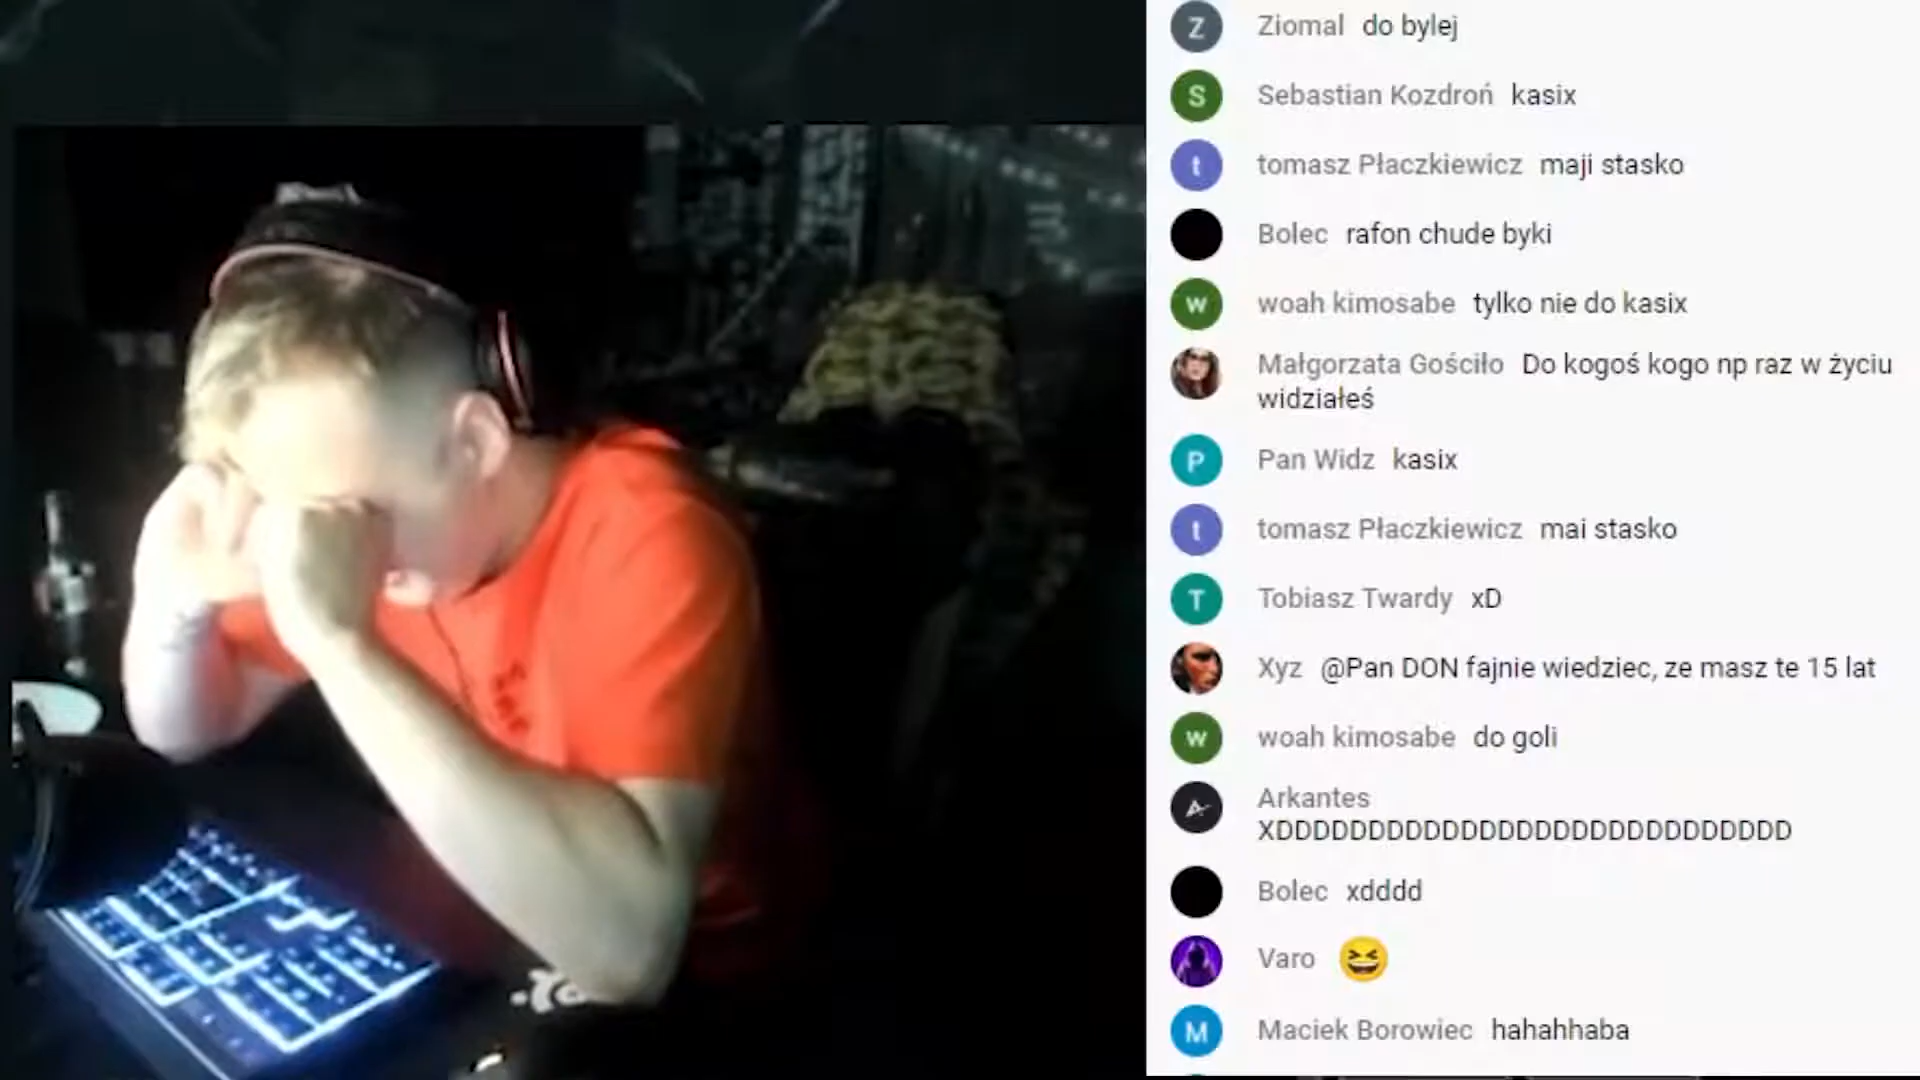 Z Ziomal do bylej
S Sebastian Kozdroń kasix
t tomasz Płaczkiewicz maji stasko
Bolec rafon chude byki
w woah kimosabe tylko nie do kasix
Małgorzata Gościło Do kogoś kogo np raz w życiu
widziałeś
P Pan Widz kasix
t tomasz Płaczkiewicz mai stasko
T Tobiasz Twardy xD
Xyz @Pan DON fajnie wiedziec, ze masz te 15 lat
w woah kimosabe do goli
Arkantes
XDDDDDDDDDDDDDDDDDDDDDDDDDDDD
Bolec xdddd
Varo 😆
M Maciek Borowiec hahahhaba